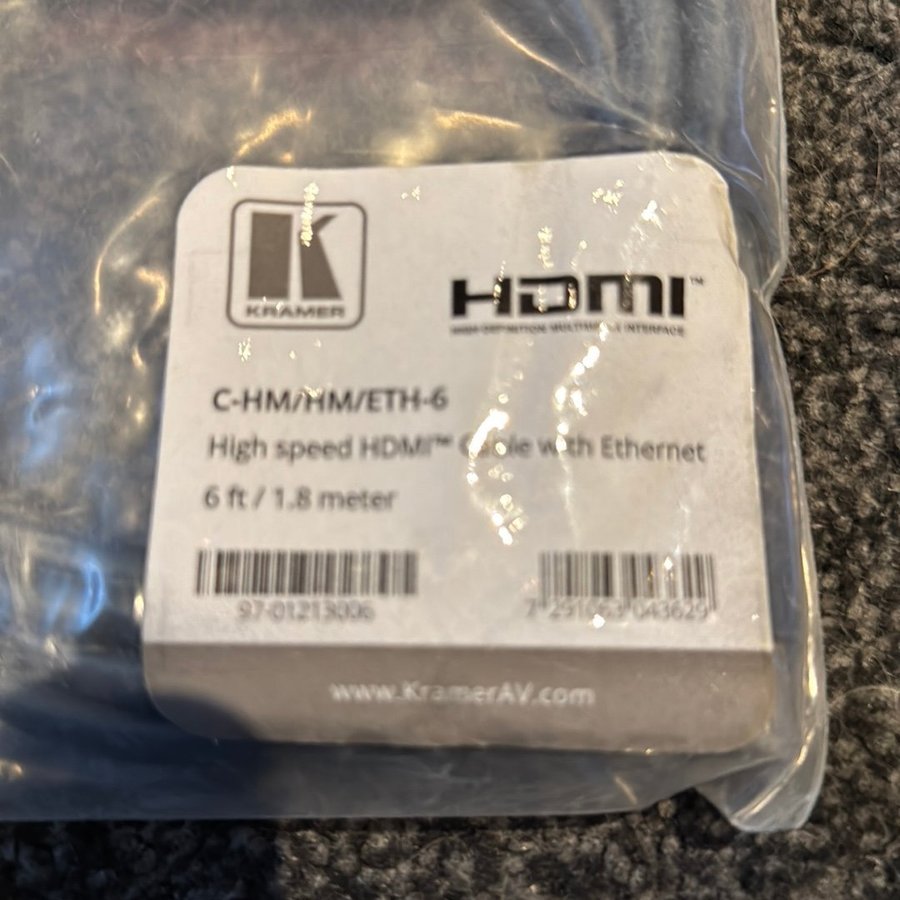 KRAMER
HDMI™
HIGH-DEFINITION MULTIMEDIA INTERFACE
C-HM/HM/ETH-6
High speed HDMI™ Cable with Ethernet
6 ft / 1.8 meter
97-01213006
7 291063 043629
www.KramerAV.com